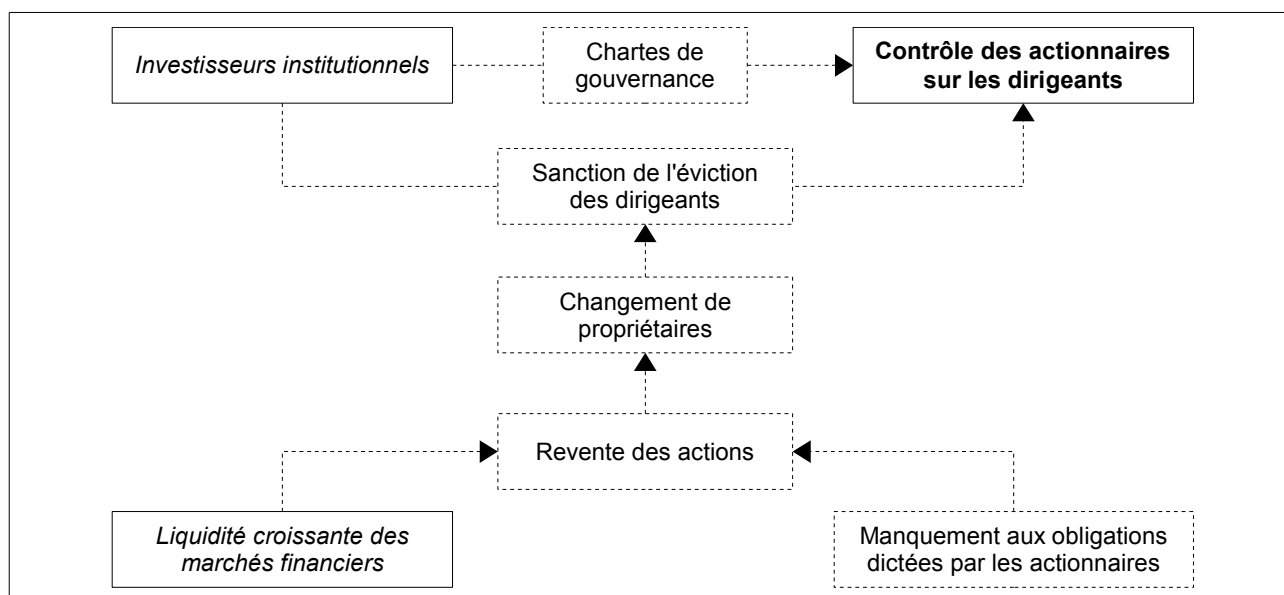 Investisseurs institutionnels
Chartes de
gouvernance
Contrôle des actionnaires
sur les dirigeants
Sanction de l'éviction
des dirigeants
Changement de
propriétaires
Revente des actions
Liquidité croissante des
marchés financiers
Manquement aux obligations
dictées par les actionnaires